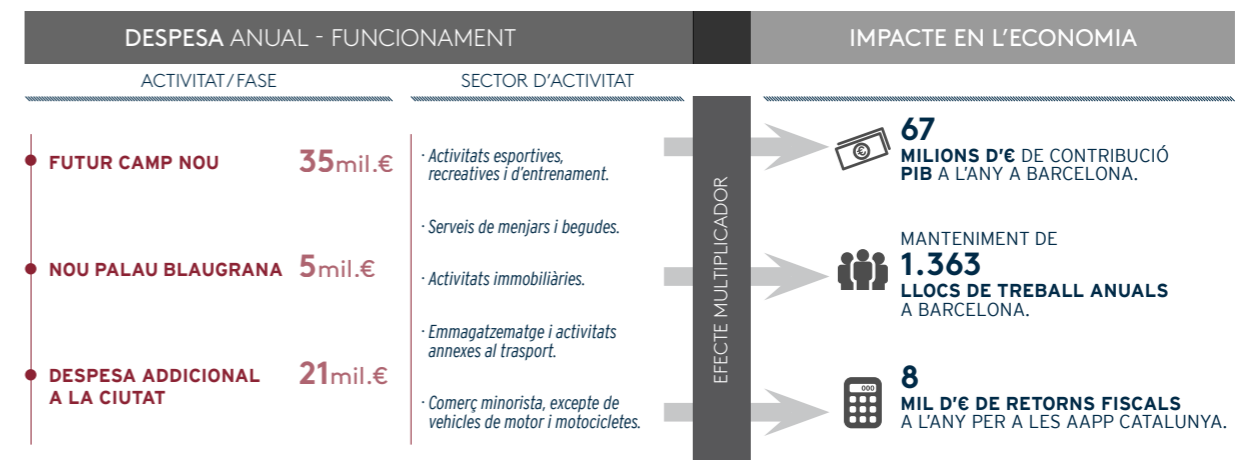 DESPESA ANUAL - FUNCIONAMENT
IMPACTE EN L'ECONOMIA
ACTIVITAT/FASE
SECTOR D'ACTIVITAT
FUTUR CAMP NOU 35mil.€
NOU PALAU BLAUGRANA 5mil.€
DESPESA ADDICIONAL 21mil.€
A LA CIUTAT
· Activitats esportives,
recreatives i d'entrenament.
· Serveis de menjars i begudes.
· Activitats immobiliàries.
· Emmagatzematge i activitats
annexes al trasport.
· Comerç minorista, excepte de
vehicles de motor i motocicletes.
EFECTE MULTIPLICADOR
67
MILIONS D'€ DE CONTRIBUCIÓ
PIB A L'ANY A BARCELONA.
MANTENIMENT DE
1.363
LLOCS DE TREBALL ANUALS
A BARCELONA.
000
8
MIL D'€ DE RETORNS FISCALS
A L'ANY PER A LES AAPP CATALUNYA.